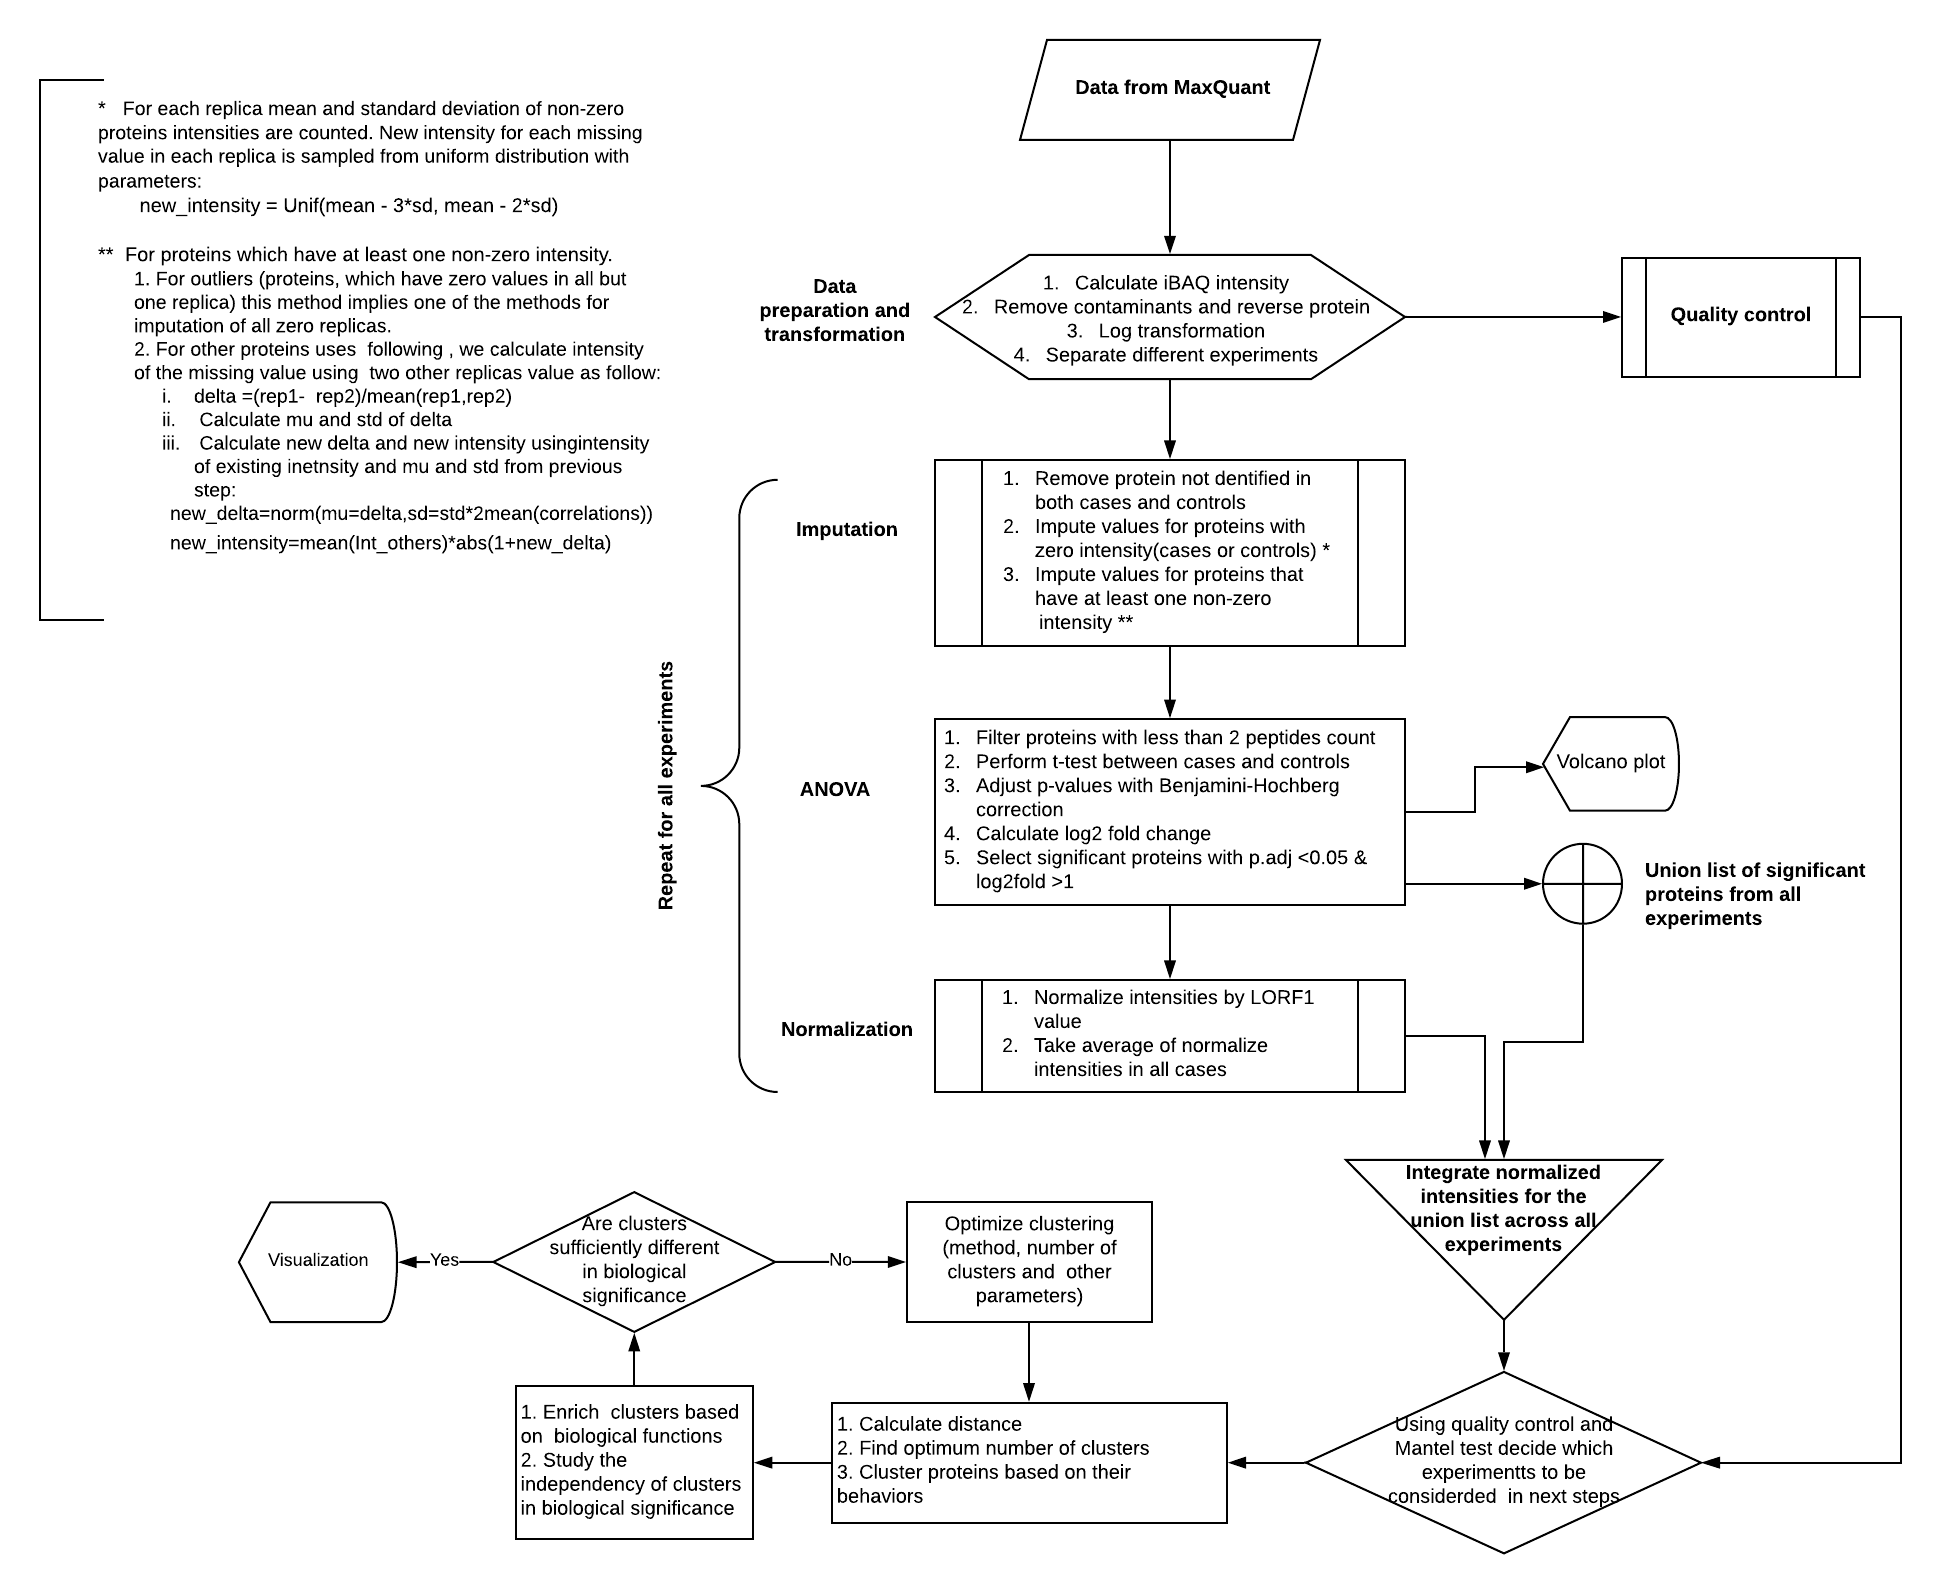 Data from MaxQuant
* For each replica mean and standard deviation of non-zero
proteins intensities are counted. New intensity for each missing
value in each replica is sampled from uniform distribution with
parameters:
new_intensity = Unif(mean - 3*sd, mean - 2*sd)
** For proteins which have at least one non-zero intensity.
1. For outliers (proteins, which have zero values in all but
one replica) this method implies one of the methods for
imputation of all zero replicas.
2. For other proteins uses following , we calculate intensity
of the missing value using two other replicas value as follow:
i. delta =(rep1- rep2)/mean(rep1,rep2)
ii. Calculate mu and std of delta
iii. Calculate new delta and new intensity usingintensity
of existing inetnsity and mu and std from previous
step:
new_delta=norm(mu=delta,sd=std*2mean(correlations))
new_intensity=mean(Int_others)*abs(1+new_delta)
Data
preparation and
transformation
1. Calculate iBAQ intensity
2. Remove contaminants and reverse protein
3. Log transformation
4. Separate different experiments
Quality control
Imputation
1. Remove protein not dentified in
both cases and controls
2. Impute values for proteins with
zero intensity(cases or controls) *
3. Impute values for proteins that
have at least one non-zero
intensity **
Repeat for all experiments
ANOVA
1. Filter proteins with less than 2 peptides count
2. Perform t-test between cases and controls
3. Adjust p-values with Benjamini-Hochberg
correction
4. Calculate log2 fold change
5. Select significant proteins with p.adj <0.05 &
log2fold >1
Volcano plot
Union list of significant
proteins from all
experiments
Normalization
1. Normalize intensities by LORF1
value
2. Take average of normalize
intensities in all cases
Integrate normalized
intensities for the
union list across all
experiments
Visualization
Yes
Are clusters
sufficiently different
in biological
significance
No
Optimize clustering
(method, number of
clusters and other
parameters)
1. Enrich clusters based
on biological functions
2. Study the
independency of clusters
in biological significance
1. Calculate distance
2. Find optimum number of clusters
3. Cluster proteins based on their
behaviors
Using quality control and
Mantel test decide which
experimentts to be
considerded in next steps